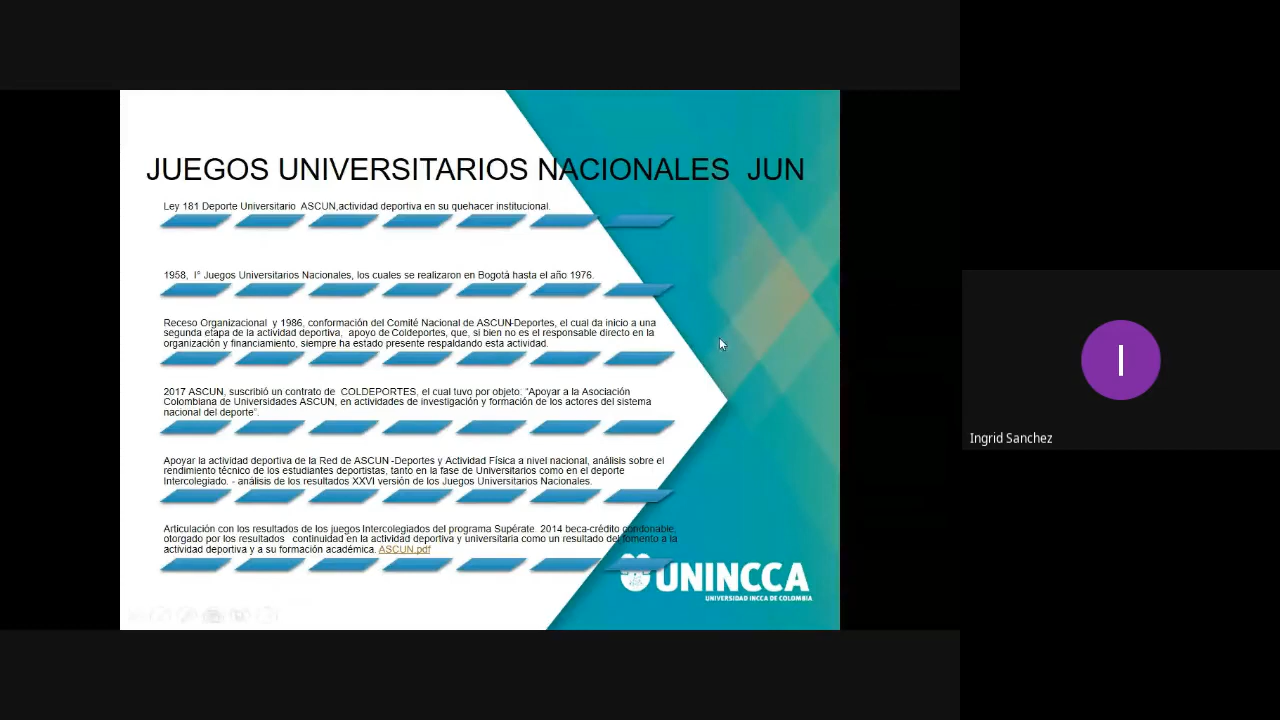 JUEGOS UNIVERSITARIOS NACIONALES JUN
Ley 181 Deporte Universitario ASCUN,actividad deportiva en su quehacer institucional.
1958, I° Juegos Universitarios Nacionales, los cuales se realizaron en Bogotá hasta el año 1976.
Receso Organizacional y 1986, conformación del Comité Nacional de ASCUN-Deportes, el cual da inicio a una
segunda etapa de la actividad deportiva, apoyo de Coldeportes, que, si bien no es el responsable directo en la
organización y financiamiento, siempre ha estado presente respaldando esta actividad.
2017 ASCUN, suscribió un contrato de COLDEPORTES, el cual tuvo por objeto: “Apoyar a la Asociación
Colombiana de Universidades ASCUN, en actividades de investigación y formación de los actores del sistema
nacional del deporte”.
Apoyar la actividad deportiva de la Red de ASCUN -Deportes y Actividad Física a nivel nacional, análisis sobre el
rendimiento técnico de los estudiantes deportistas, tanto en la fase de Universitarios como en el deporte
Intercolegiado. - análisis de los resultados XXVI versión de los Juegos Universitarios Nacionales.
Articulación con los resultados de los juegos Intercolegiados del programa Supérate. 2014 beca-crédito condonable,
otorgado por los resultados continuidad en la actividad deportiva y universitaria como un resultado del fomento a la
actividad deportiva y a su formación académica. ASCUN.pdf
UNINCCA
UNIVERSIDAD INCCA DE COLOMBIA
I
Ingrid Sanchez